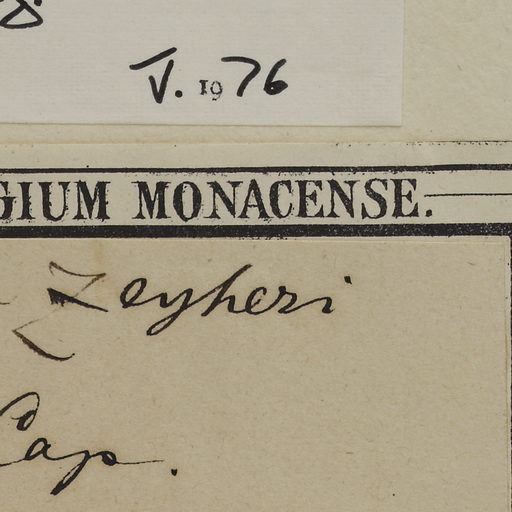 V. 1976
GIUM MONACENSE.
Zeyheri
Cap.